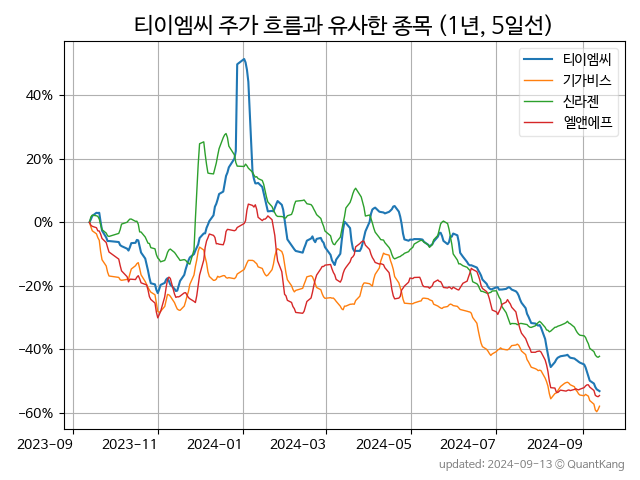 티이엠씨 주가 흐름과 유사한 종목 (1년, 5일선)
티이엠씨
기가비스
신라젠
엘앤에프
40%
20%
0%
−20%
−40%
−60%
2023-09 2023-11 2024-01 2024-03 2024-05 2024-07 2024-09
updated: 2024-09-13 © QuantKang